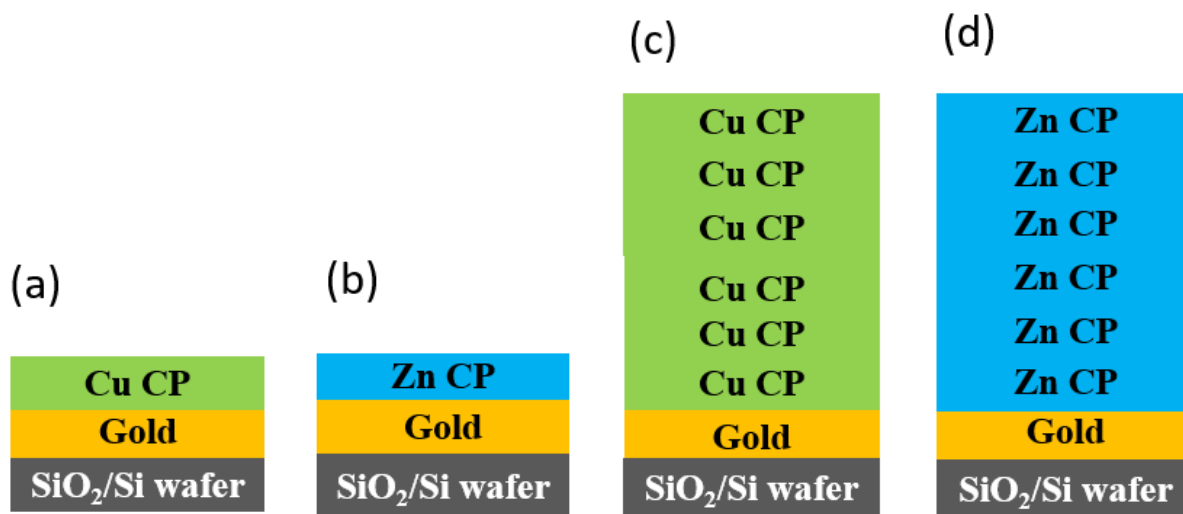 (a)
Cu CP
Gold
SiO₂/Si wafer
(b)
Zn CP
Gold
SiO₂/Si wafer
(c)
Cu CP
Cu CP
Cu CP
Cu CP
Cu CP
Cu CP
Gold
SiO₂/Si wafer
(d)
Zn CP
Zn CP
Zn CP
Zn CP
Zn CP
Zn CP
Gold
SiO₂/Si wafer